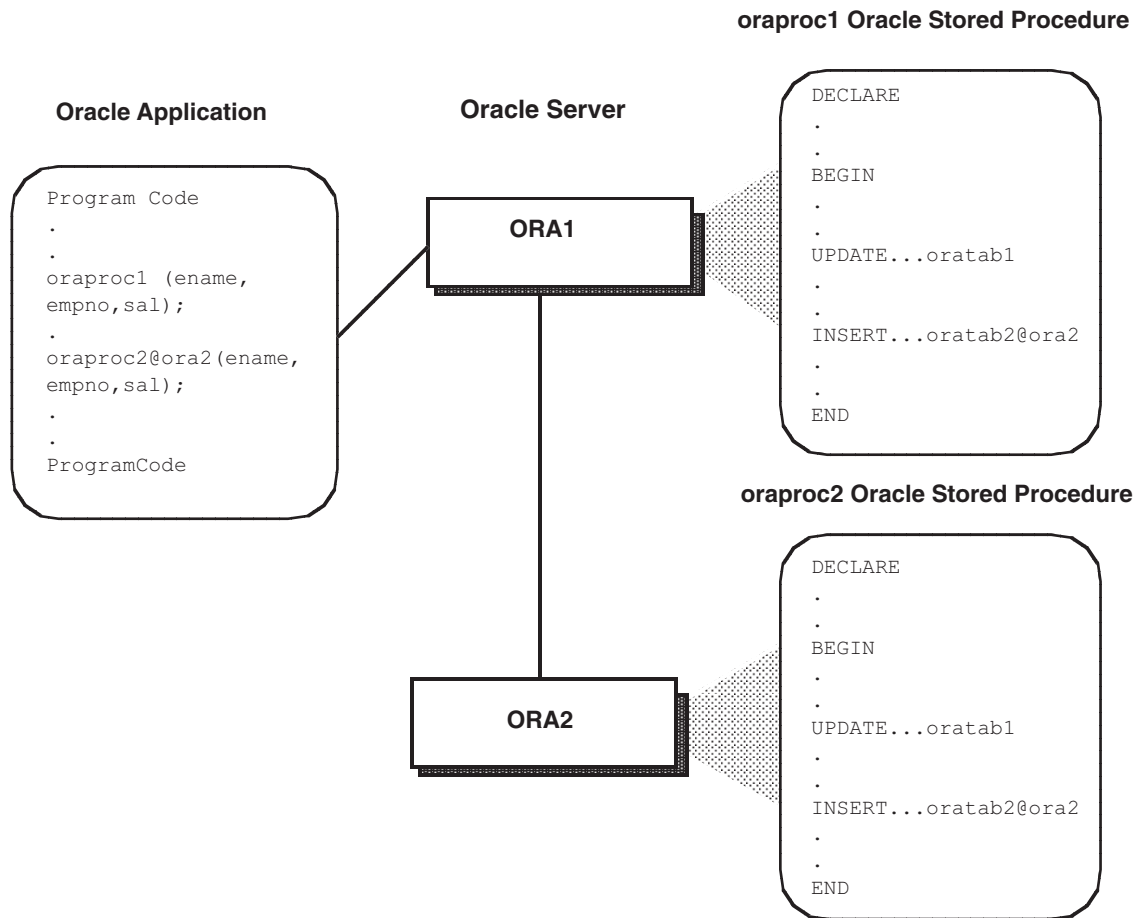 oraproc1 Oracle Stored Procedure
Oracle Application
Oracle Server
Program Code
.
.
oraproc1 (ename,
empno,sal);
.
oraproc2@ora2(ename,
empno,sal);
.
.
ProgramCode
ORA1
DECLARE
.
.
BEGIN
.
.
UPDATE...oratab1
.
.
INSERT...oratab2@ora2
.
.
END
oraproc2 Oracle Stored Procedure
ORA2
DECLARE
.
.
BEGIN
.
.
UPDATE...oratab1
.
.
INSERT...oratab2@ora2
.
.
END